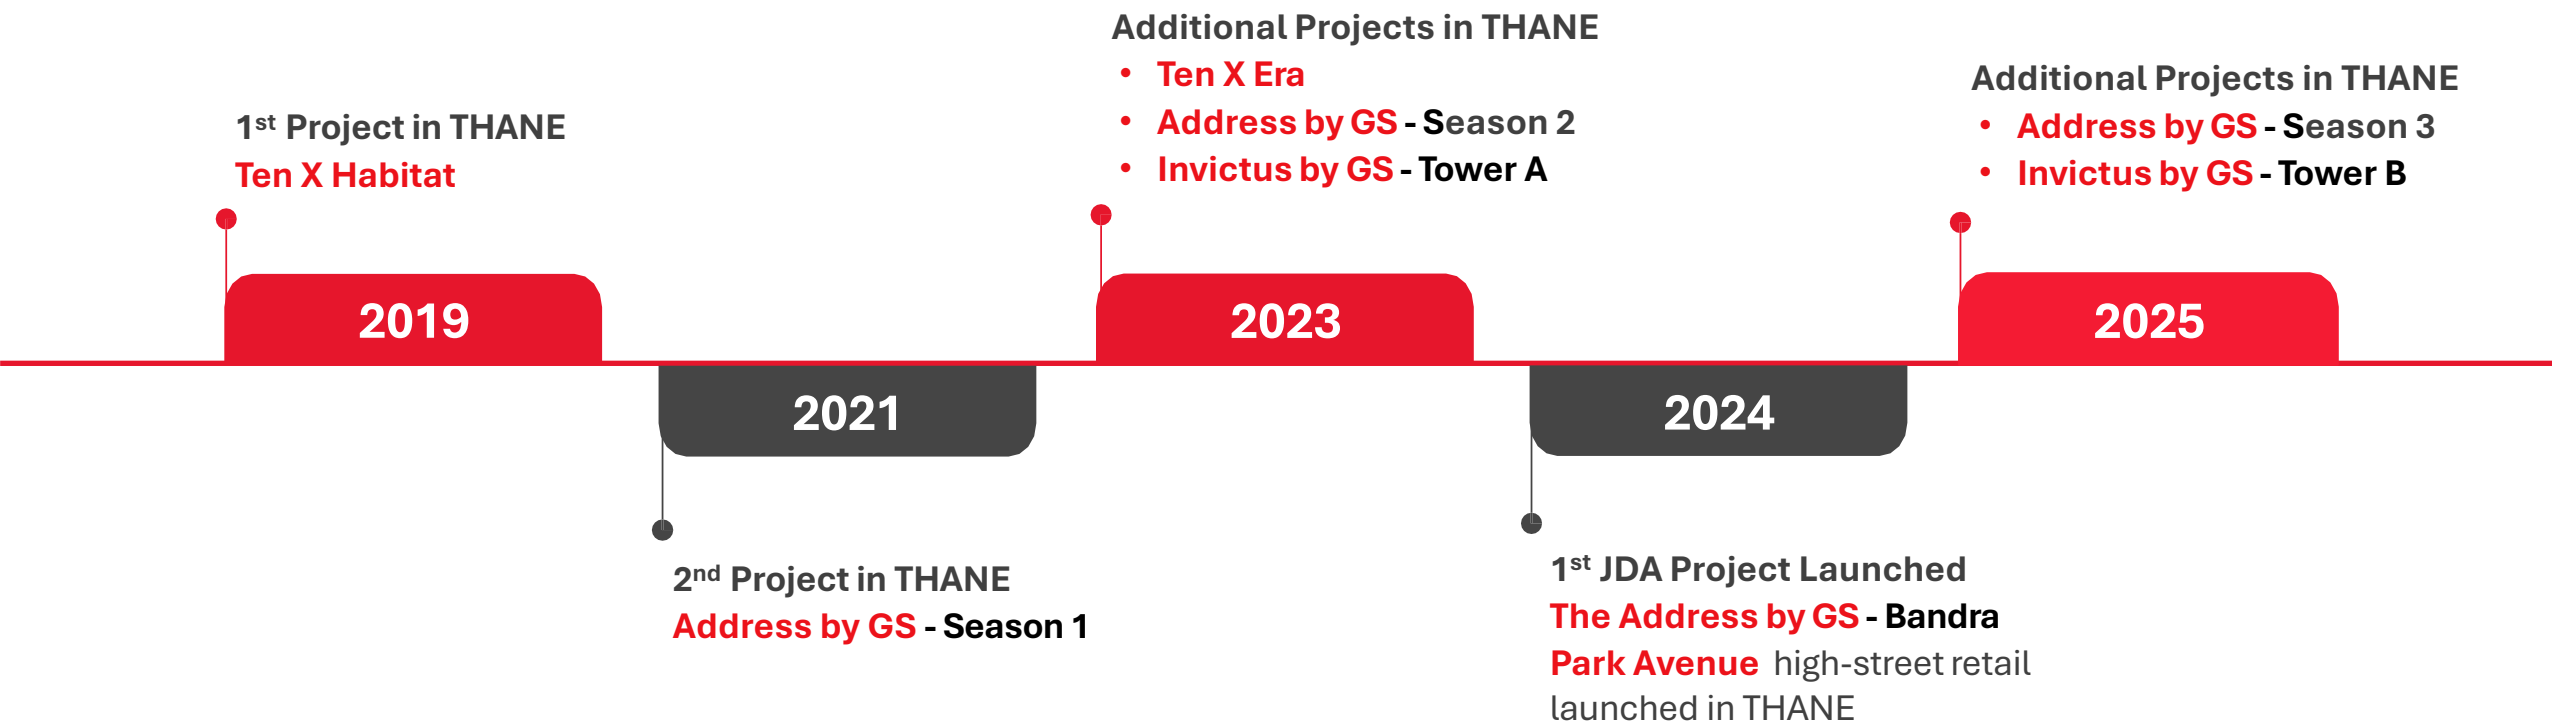 1st Project in THANE
Ten X Habitat
2019
2021
2nd Project in THANE
Address by GS - Season 1
Additional Projects in THANE
• Ten X Era
• Address by GS - Season 2
• Invictus by GS - Tower A
2023
2024
1st JDA Project Launched
The Address by GS - Bandra
Park Avenue high-street retail
launched in THANE
Additional Projects in THANE
• Address by GS - Season 3
• Invictus by GS - Tower B
2025